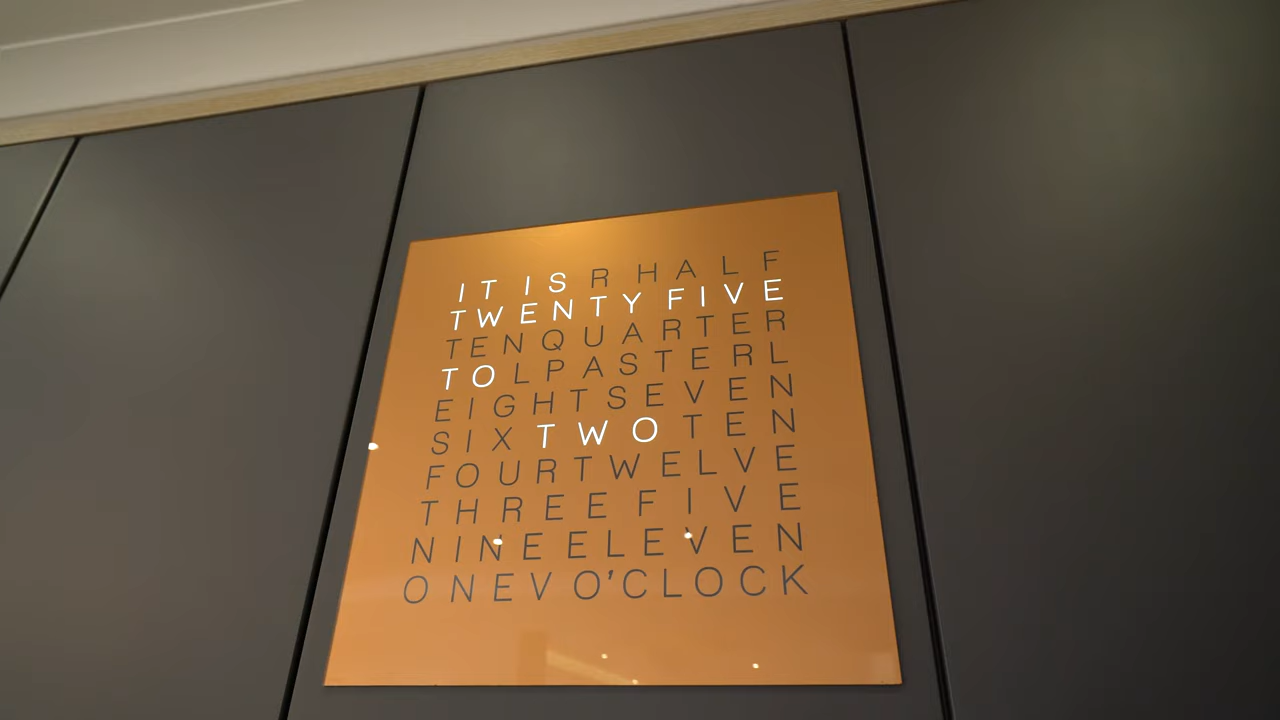 IT IS R HALF
TWENTY FIVE
TENQUARTER
TOLPASTERL
EIGHTSEVEN
SIXTWOTEN
FOURTWELVE
THREEFIVE
NINEELEVEN
ONEVO'CLOCK